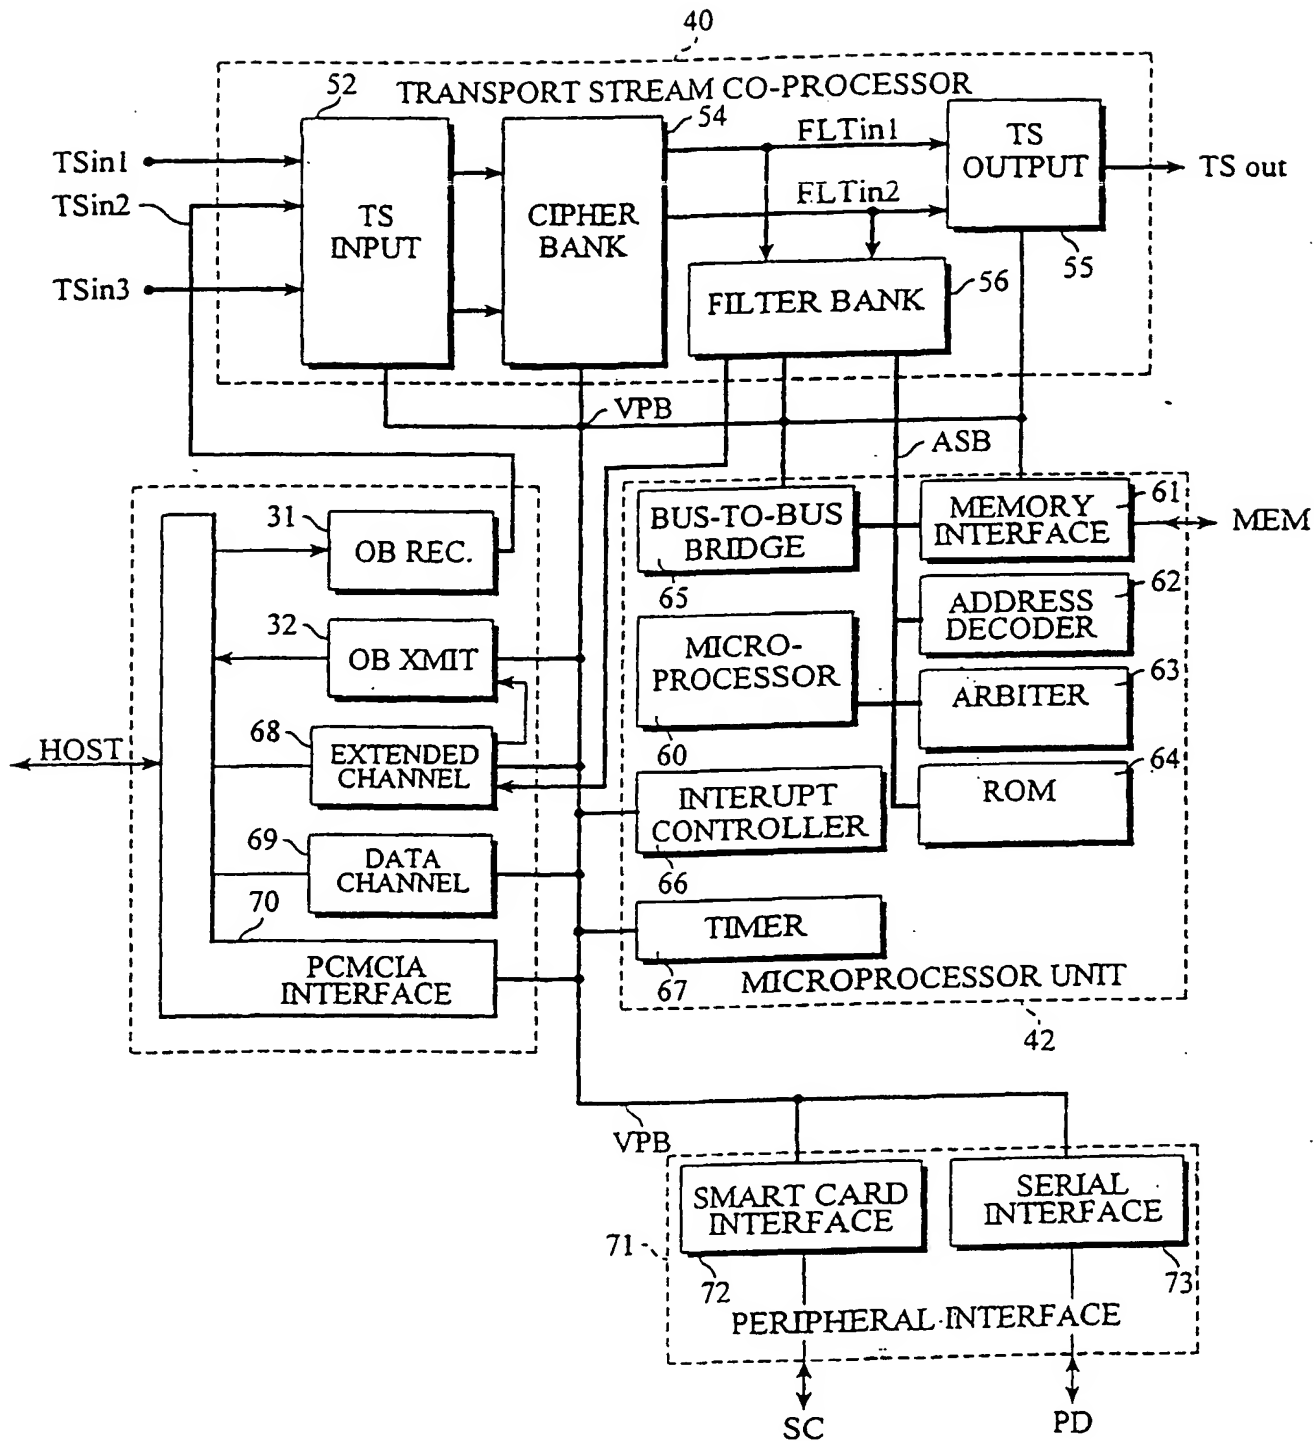 40
TRANSPORT STREAM CO-PROCESSOR
52
54
TSin1
TSin2
TSin3
TS
INPUT
CIPHER
BANK
FLTin1
FLTin2
TS
OUTPUT
TS out
55
FILTER BANK
56
VPB
ASB
31
OB REC.
32
OB XMIT
68
EXTENDED
CHANNEL
HOST
69
DATA
CHANNEL
70
PCMCIA
INTERFACE
BUS-TO-BUS
BRIDGE
65
MEMORY
INTERFACE
61
MEM
62
ADDRESS
DECODER
MICRO-
PROCESSOR
60
63
ARBITER
64
ROM
INTERUPT
CONTROLLER
66
TIMER
67
MICROPROCESSOR UNIT
42
VPB
SMART CARD
INTERFACE
72
SERIAL
INTERFACE
73
71
PERIPHERAL INTERFACE
SC
PD